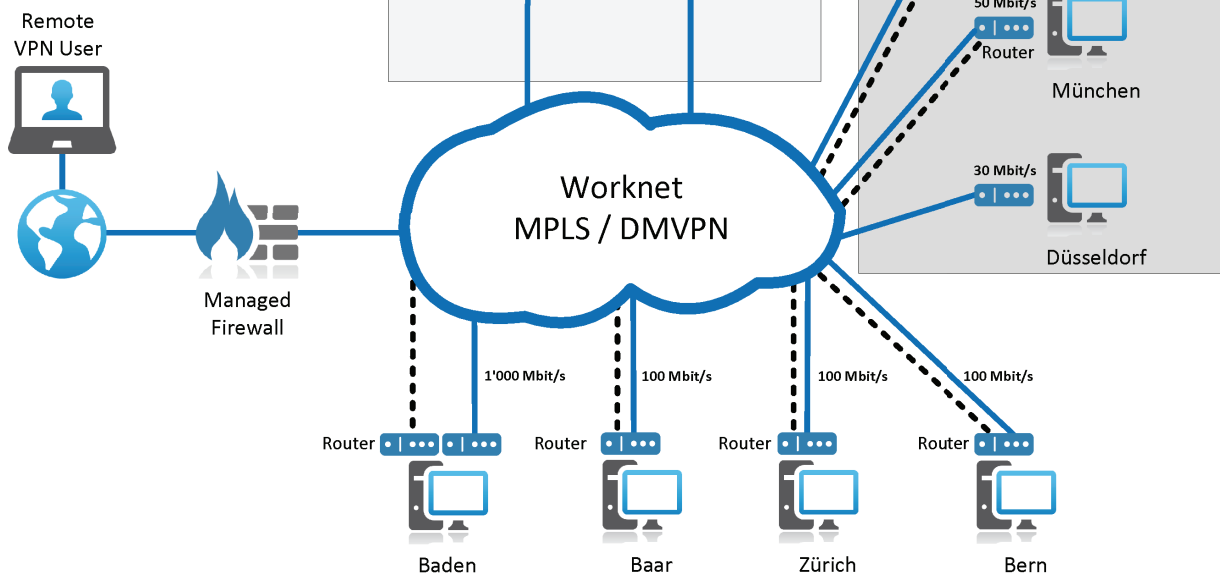 Remote
VPN User
50 Mbit/s
Router
München
30 Mbit/s
Düsseldorf
Worknet
MPLS / DMVPN
Managed
Firewall
1'000 Mbit/s
100 Mbit/s
100 Mbit/s
100 Mbit/s
Router
Router
Router
Router
Baden
Baar
Zürich
Bern